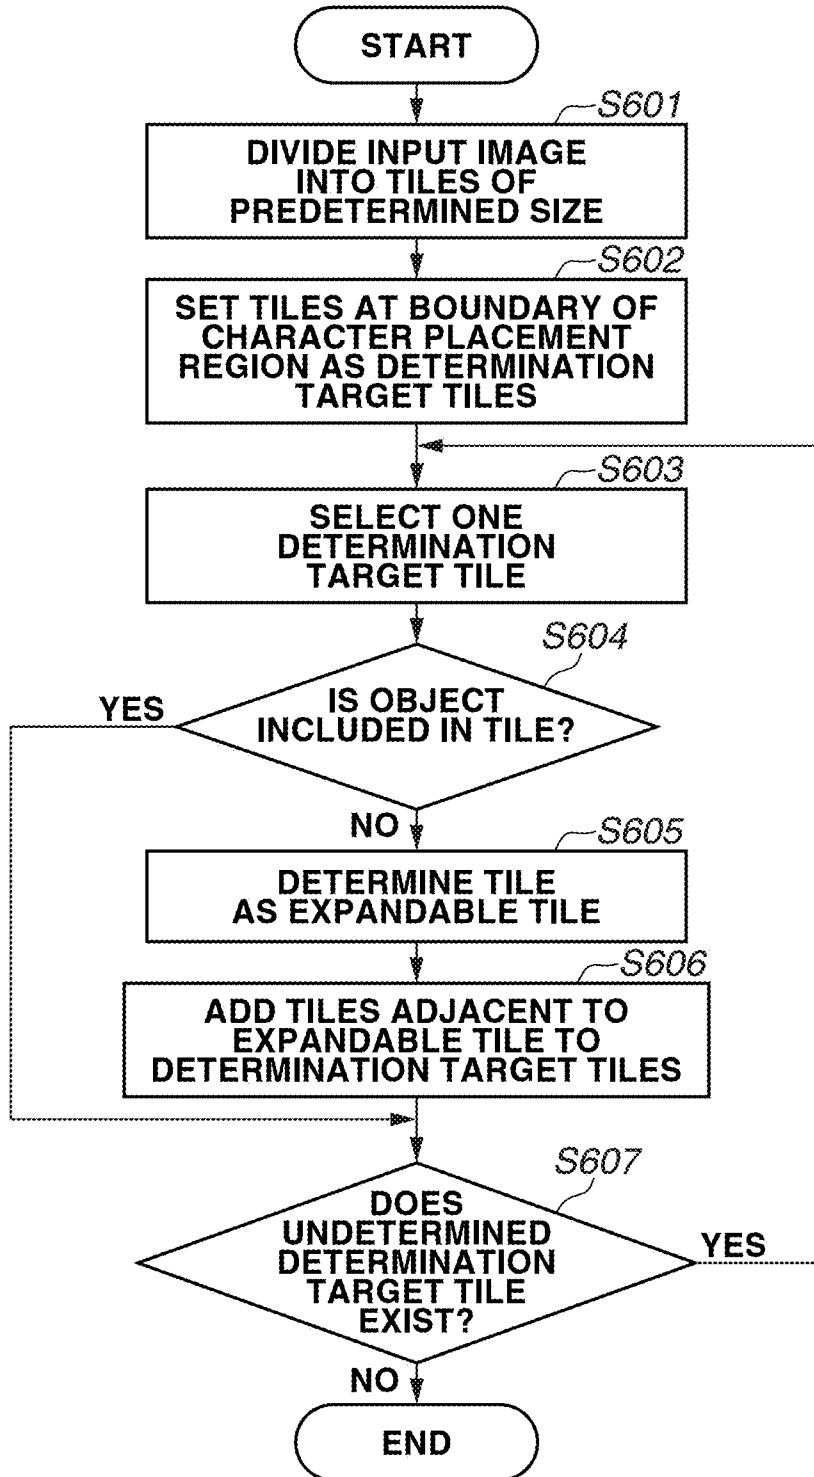 START
S601
DIVIDE INPUT IMAGE
INTO TILES OF
PREDETERMINED SIZE
S602
SET TILES AT BOUNDARY OF
CHARACTER PLACEMENT
REGION AS DETERMINATION
TARGET TILES
S603
SELECT ONE
DETERMINATION
TARGET TILE
S604
IS OBJECT
INCLUDED IN TILE?
YES
NO
S605
DETERMINE TILE
AS EXPANDABLE TILE
S606
ADD TILES ADJACENT TO
EXPANDABLE TILE TO
DETERMINATION TARGET TILES
S607
DOES
UNDETERMINED
DETERMINATION
TARGET TILE
EXIST?
YES
NO
END